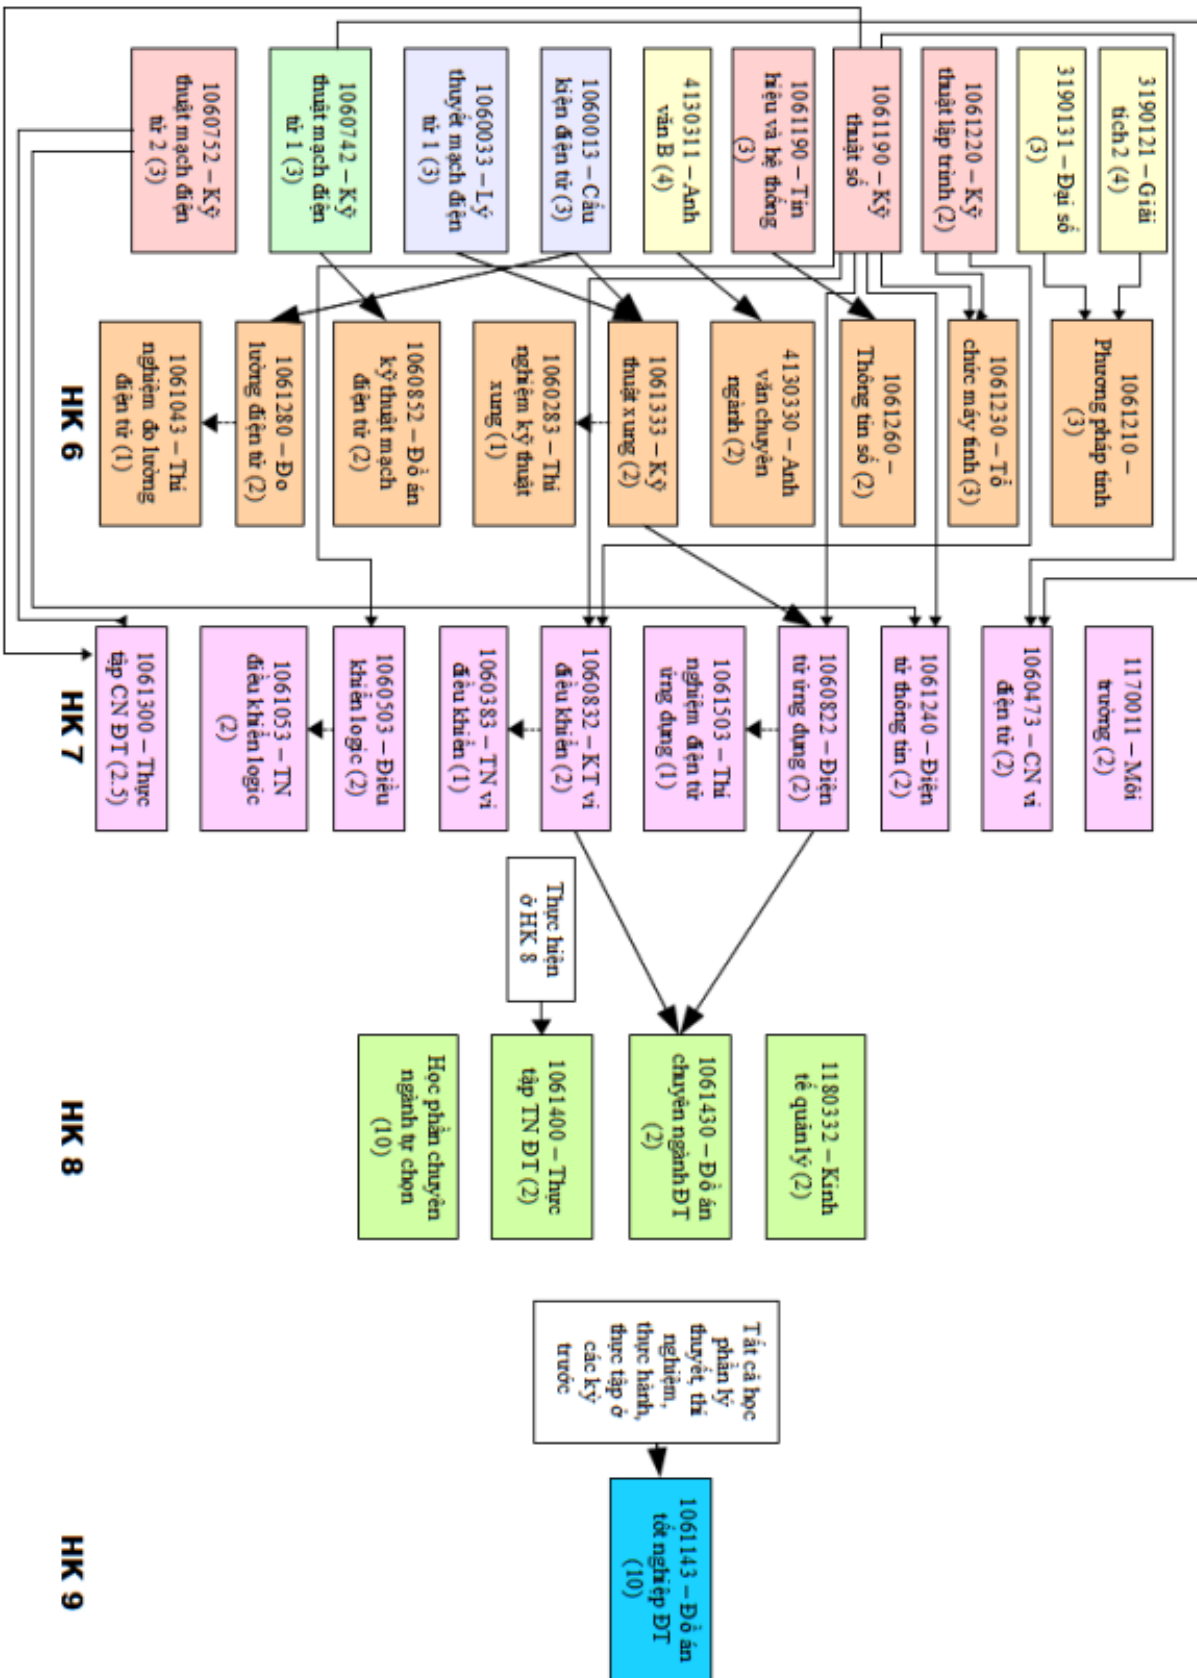 3190121 – Giải
tích 2 (4)
3190131 – Đại số
(3)
1061220 – Kỹ
thuật lập trình (2)
1061190 – Kỹ
thuật số
1061190 – Tín
hiệu và hệ thống
(3)
4130311 – Anh
văn B (4)
1060013 – Cấu
kiện điện tử (3)
1060033 – Lý
thuyết mạch điện
tử 1 (3)
1060742 – Kỹ
thuật mạch điện
tử 1 (3)
1060752 – Kỹ
thuật mạch điện
tử 2 (3)
1061210 –
Phương pháp tính
(3)
1061230 – Tổ
chức máy tính (3)
1061260 –
Thông tin số (2)
4130330 – Anh
văn chuyên
ngành (2)
1061333 – Kỹ
thuật xung (2)
1060283 – Thí
nghiệm kỹ thuật
xung (1)
1060852 – Đồ án
kỹ thuật mạch
điện tử (2)
1061280 – Đo
lường điện tử (2)
1061043 – Thí
nghiệm đo lường
điện tử (1)
HK 6
1170011 – Môi
trường (2)
1060473 – CN vi
điện tử (2)
1061240 – Điện
tử thông tin (2)
1060822 – Điện
tử ứng dụng (2)
1061503 – Thí
nghiệm điện tử
ứng dụng (1)
1060832 – KT vi
điều khiển (2)
1060383 – TN vi
điều khiển (1)
1060503 – Điều
khiển logic (2)
1061053 – TN
điều khiển logic
(2)
1061300 – Thực
tập CN ĐT (2.5)
HK 7
Thực hiện
ở HK 8
1180332 – Kinh
tế quản lý (2)
1061430 – Đồ án
chuyên ngành ĐT
(2)
1061400 – Thực
tập TN ĐT (2)
Học phần chuyên
ngành tự chọn
(10)
HK 8
Tất cả học
phần lý
thuyết, thí
nghiệm,
thực hành,
thực tập ở
các kỳ
trước
1061143 – Đồ án
tốt nghiệp ĐT
(10)
HK 9